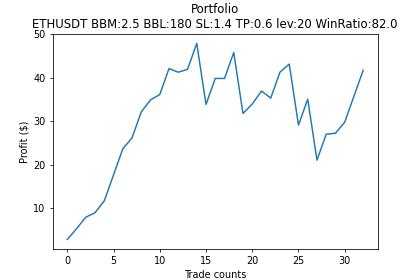 Portfolio
ETHUSDT BBM:2.5 BBL:180 SL:1.4 TP:0.6 lev:20 WinRatio:82.0
50
40
30
20
10
Profit ($)
0 5 10 15 20 25 30
Trade counts